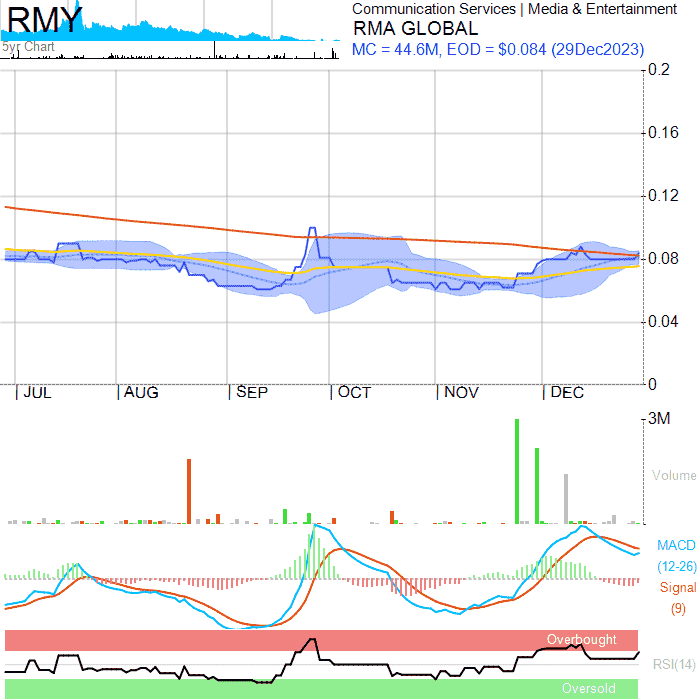 RMY
5yr Chart
Communication Services | Media & Entertainment
RMA GLOBAL
MC = 44.6M, EOD = $0.084 (29Dec2023)
0.2
0.16
0.12
0.08
0.04
0
JUL AUG SEP OCT NOV DEC
3M
Volume
MACD
(12-26)
Signal
(9)
Overbought
RSI(14)
Oversold